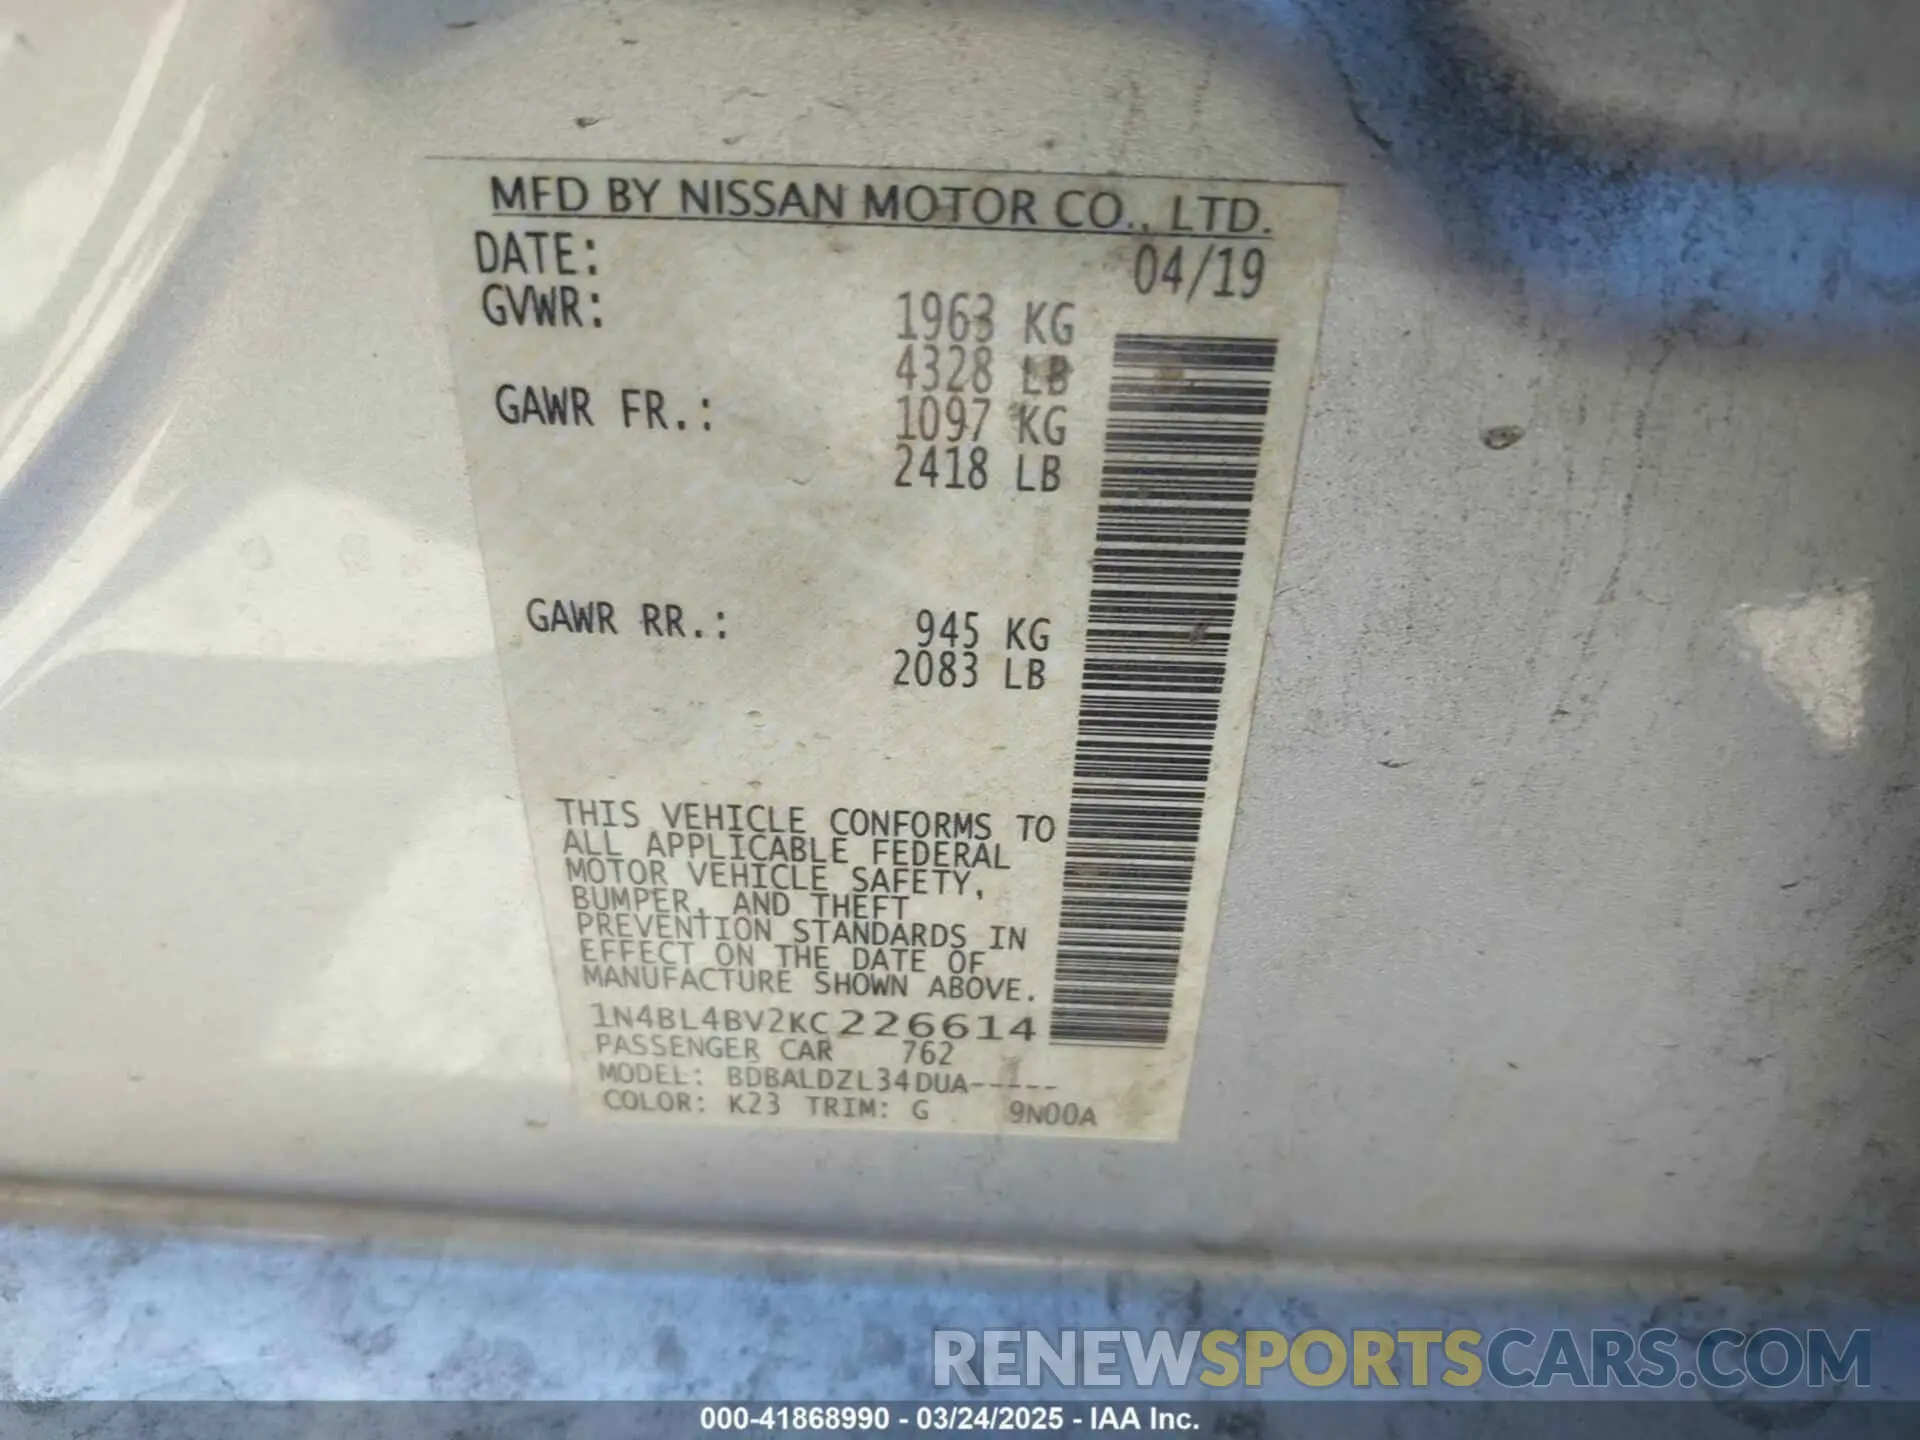 MFD BY NISSAN MOTOR CO., LTD.
DATE: 04/19
GVWR: 1963 KG
4328 LB
GAWR FR.: 1097 KG
2418 LB
GAWR RR.: 945 KG
2083 LB
THIS VEHICLE CONFORMS TO
ALL APPLICABLE FEDERAL
MOTOR VEHICLE SAFETY,
BUMPER, AND THEFT
PREVENTION STANDARDS IN
EFFECT ON THE DATE OF
MANUFACTURE SHOWN ABOVE.
1N4BL4BV2KC226614
PASSENGER CAR 762
MODEL: BDBALDZL34DUA-----
COLOR: K23 TRIM: G 9N00A
RENEWSPORTSCARS.COM
000-41868990 - 03/24/2025 - IAA Inc.